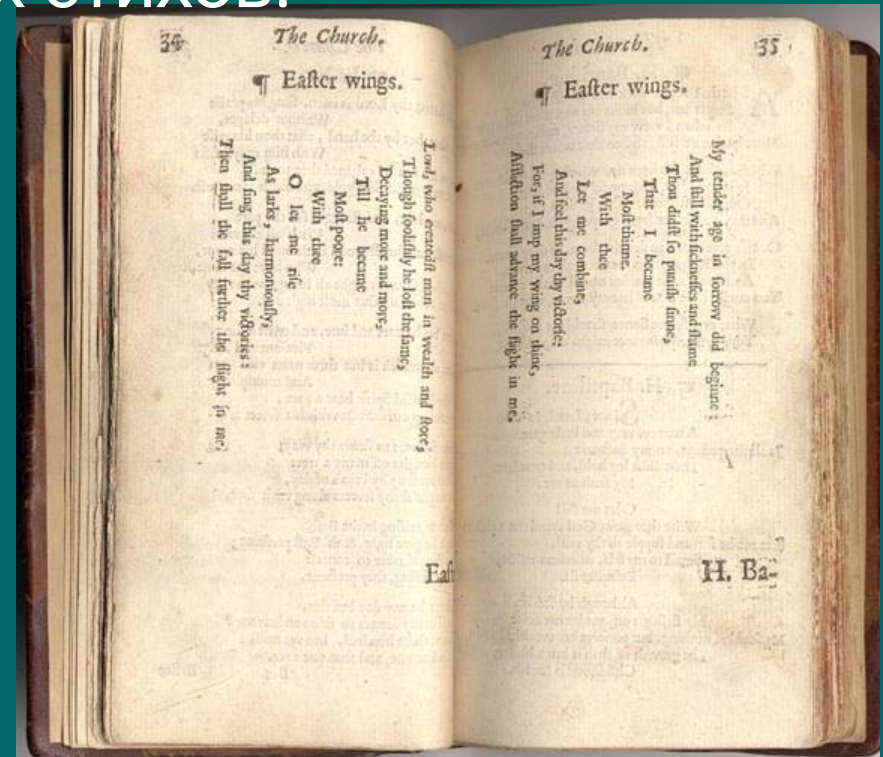 х стихов.
34 The Church.
¶ Eaſter wings.
Lord, who createdſt man in wealth and ſtore,
Though fooliſhly he loſt the ſame,
Decaying more and more,
Till he became
Moſt poore:
With thee
O let me riſe
As larks, harmoniouſly,
And ſing this day thy victories:
Then ſhall the fall further the flight in me.
Eaſ
The Church. 35
¶ Eaſter wings.
My tender age in ſorrow did beginne:
And ſtill with ſickneſſes and ſhame
Thou didſt ſo puniſh ſinne,
That I became
Moſt thinne.
With thee
Let me combine,
And feel this day thy victorie:
For, if I imp my wing on thine,
Affliction ſhall advance the flight in me.
H. Ba-